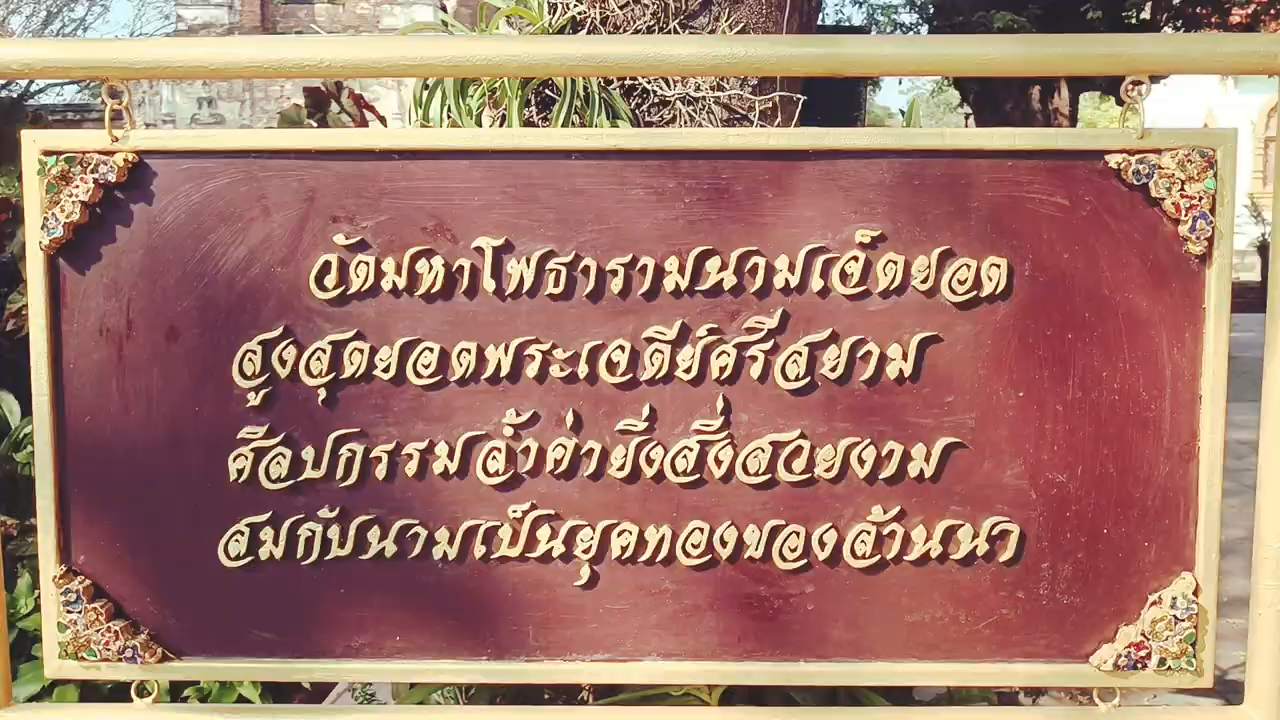 วัดมหาโพธารามนามเจ็ดยอด
สูงสุดยอดพระเจดีย์ศรีสยาม
ศิลปกรรมล้ำค่ายิ่งสิ่งสวยงาม
สมกับนามเป็นยุคทองของล้านนา